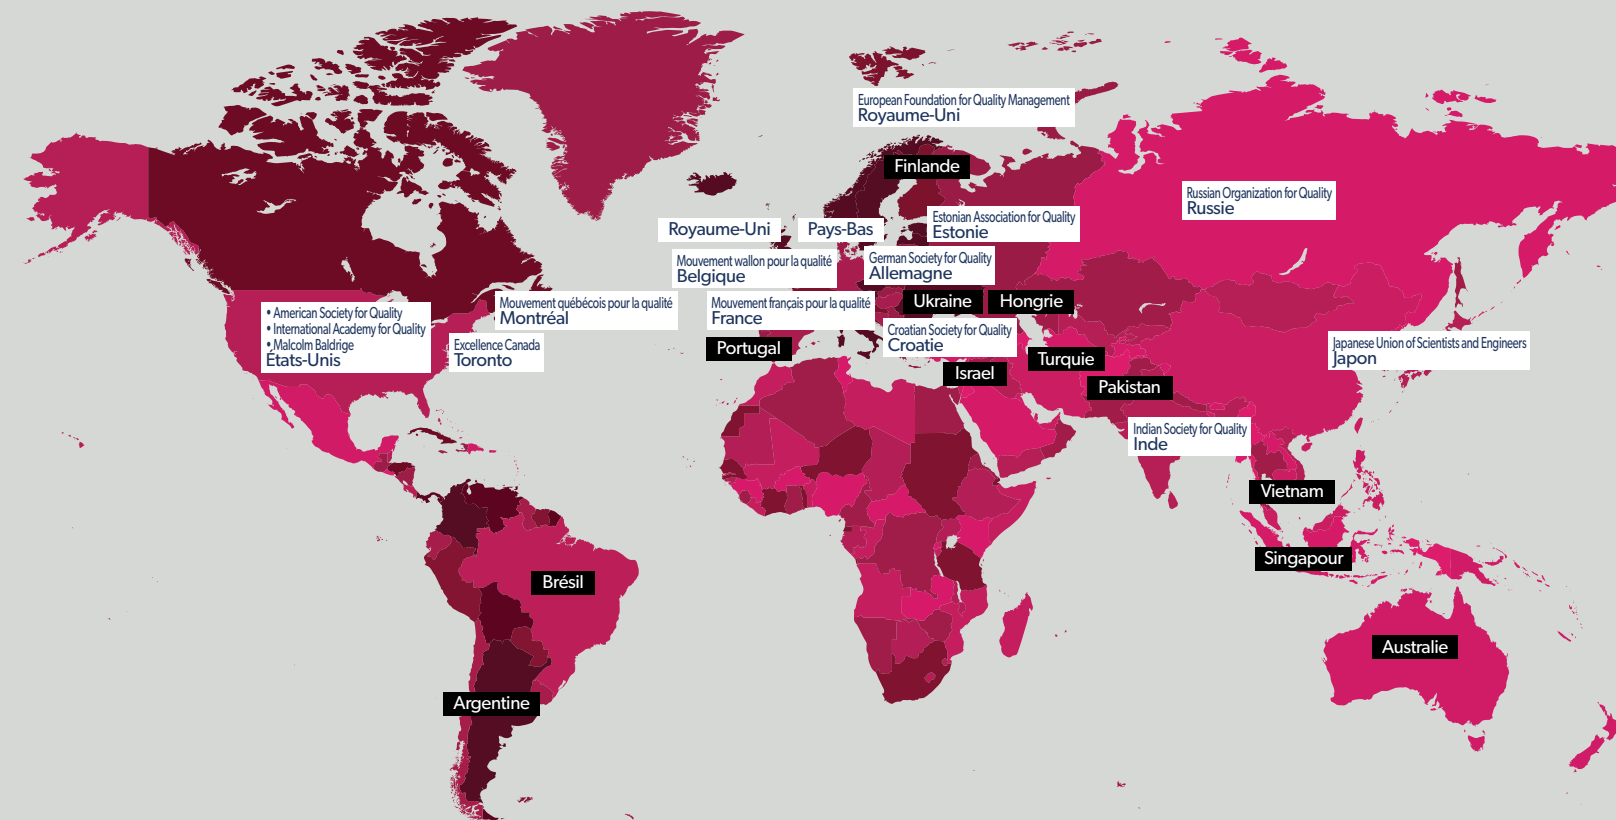 European Foundation for Quality Management
Royaume-Uni
Finlande
Russian Organization for Quality
Russie
Estonian Association for Quality
Estonie
Royaume-Uni
Pays-Bas
Mouvement wallon pour la qualité
Belgique
German Society for Quality
Allemagne
• American Society for Quality
• International Academy for Quality
• Malcolm Baldrige
États-Unis
Mouvement québécois pour la qualité
Montréal
Excellence Canada
Toronto
Mouvement français pour la qualité
France
Ukraine
Hongrie
Croatian Society for Quality
Croatie
Portugal
Israel
Turquie
Pakistan
Japanese Union of Scientists and Engineers
Japon
Indian Society for Quality
Inde
Vietnam
Singapour
Brésil
Australie
Argentine